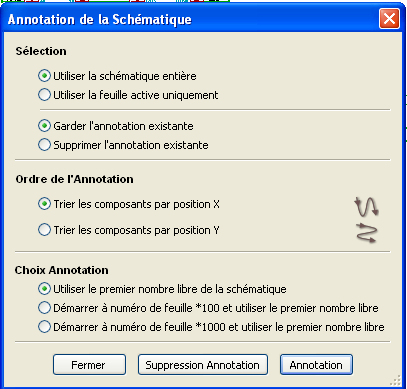 Annotation de la Schématique
Sélection
Utiliser la schématique entière
Utiliser la feuille active uniquement
Garder l'annotation existante
Supprimer l'annotation existante
Ordre de l'Annotation
Trier les composants par position X
Trier les composants par position Y
Choix Annotation
Utiliser le premier nombre libre de la schématique
Démarrer à numéro de feuille *100 et utiliser le premier nombre libre
Démarrer à numéro de feuille *1000 et utiliser le premier nombre libre
Fermer
Suppression Annotation
Annotation